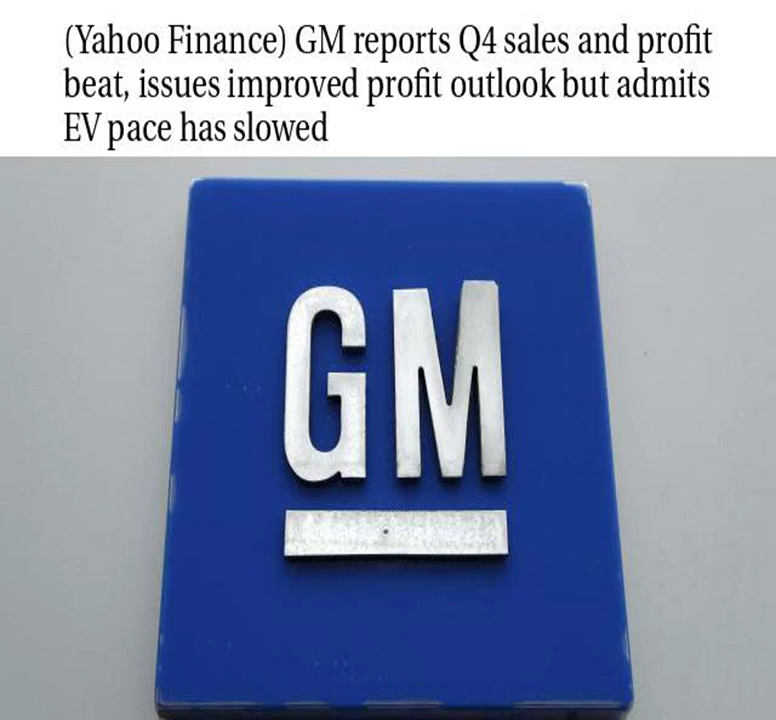 (Yahoo Finance) GM reports Q4 sales and profit
beat, issues improved profit outlook but admits
EV pace has slowed
GM